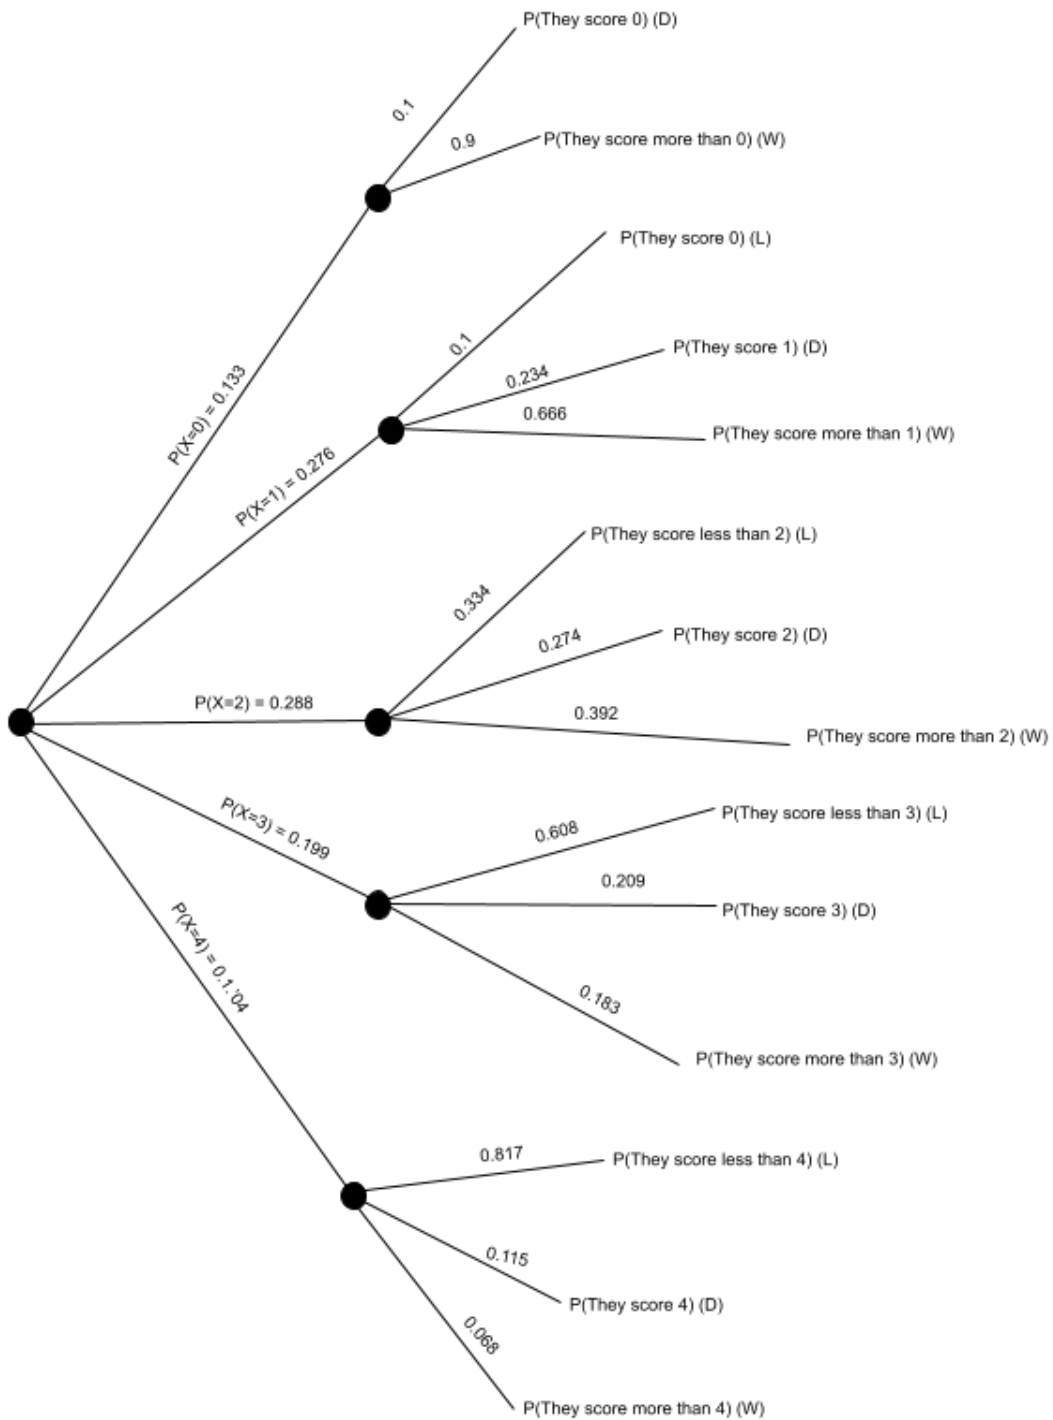 P(They score 0) (D)
0.1
0.9
P(They score more than 0) (W)
P(They score 0) (L)
0.1
P(They score 1) (D)
0.234
0.666
P(They score more than 1) (W)
P(X=0) = 0.133
P(X=1) = 0.276
P(They score less than 2) (L)
0.334
0.274
P(They score 2) (D)
P(X=2) = 0.288
0.392
P(They score more than 2) (W)
P(X=3) = 0.199
0.608
P(They score less than 3) (L)
0.209
P(They score 3) (D)
0.183
P(They score more than 3) (W)
P(X=4) = 0.1.'04
0.817
P(They score less than 4) (L)
0.115
P(They score 4) (D)
0.068
P(They score more than 4) (W)